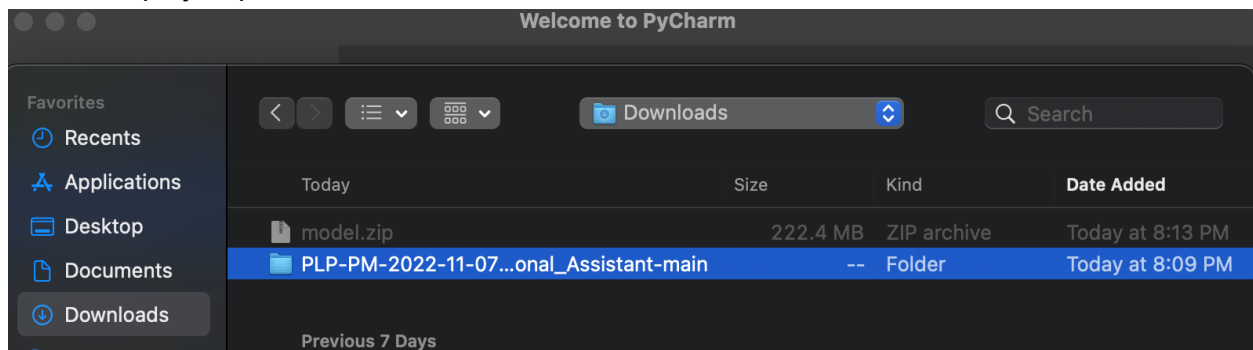 Welcome to PyCharm
Favorites
Recents
Applications
Desktop
Documents
Downloads
Downloads
Search
Today Size Kind Date Added
model.zip 222.4 MB ZIP archive Today at 8:13 PM
PLP-PM-2022-11-07...onal_Assistant-main -- Folder Today at 8:09 PM
Previous 7 Days